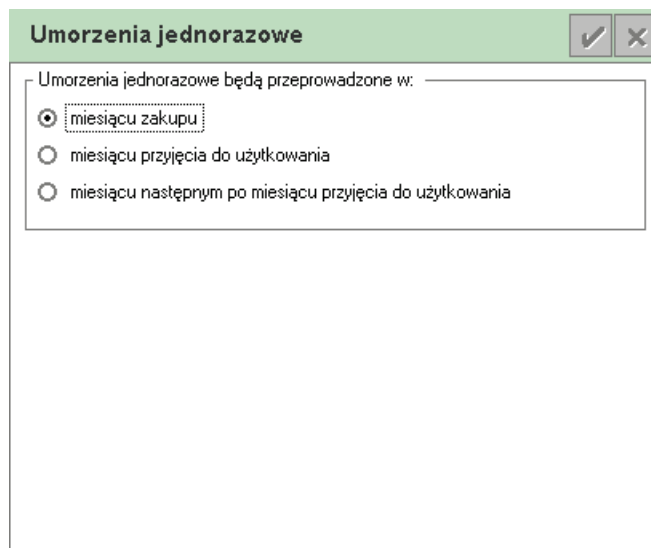 Umorzenia jednorazowe
Umorzenia jednorazowe będą przeprowadzone w:
miesiącu zakupu
miesiącu przyjęcia do użytkowania
miesiącu następnym po miesiącu przyjęcia do użytkowania